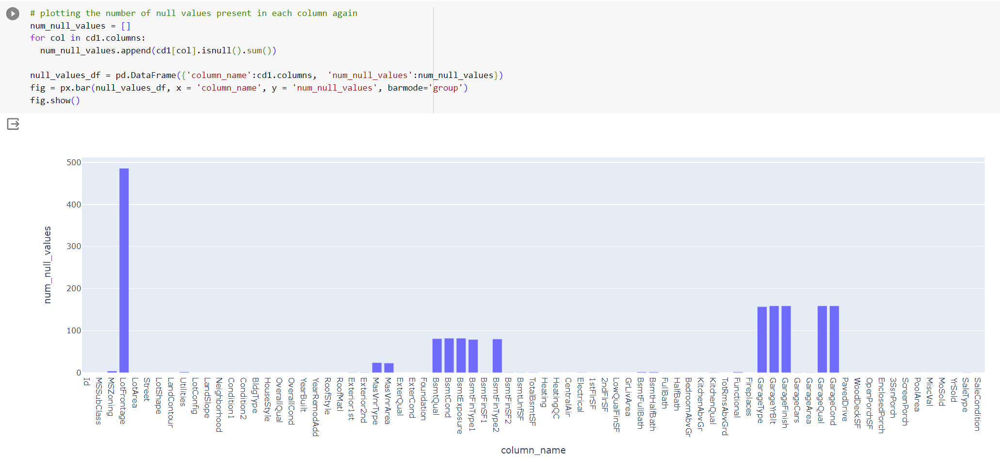 # plotting the number of null values present in each column again
num_null_values = []
for col in cd1.columns:
  num_null_values.append(cd1[col].isnull().sum())
null_values_df = pd.DataFrame({'column_name':cd1.columns,  'num_null_values':num_null_values})
fig = px.bar(null_values_df, x = 'column_name', y = 'num_null_values', barmode='group')
fig.show()
500
400
300
200
100
0
num_null_values
Id
MSSubClass
MSZoning
LotFrontage
LotArea
Street
LotShape
LandContour
Utilities
LotConfig
LandSlope
Neighborhood
Condition1
Condition2
BldgType
HouseStyle
OverallQual
OverallCond
YearBuilt
YearRemodAdd
RoofStyle
RoofMatl
Exterior1st
Exterior2nd
MasVnrType
MasVnrArea
ExterQual
ExterCond
Foundation
BsmtQual
BsmtCond
BsmtExposure
BsmtFinType1
BsmtFinSF1
BsmtFinType2
BsmtFinSF2
BsmtUnfSF
TotalBsmtSF
Heating
HeatingQC
CentralAir
Electrical
1stFlrSF
2ndFlrSF
LowQualFinSF
GrLivArea
BsmtFullBath
BsmtHalfBath
FullBath
HalfBath
BedroomAbvGr
KitchenAbvGr
KitchenQual
TotRmsAbvGrd
Functional
Fireplaces
GarageType
GarageYrBlt
GarageFinish
GarageCars
GarageArea
GarageQual
GarageCond
PavedDrive
WoodDeckSF
OpenPorchSF
EnclosedPorch
3SsnPorch
ScreenPorch
PoolArea
MiscVal
MoSold
YrSold
SaleType
SaleCondition
column_name